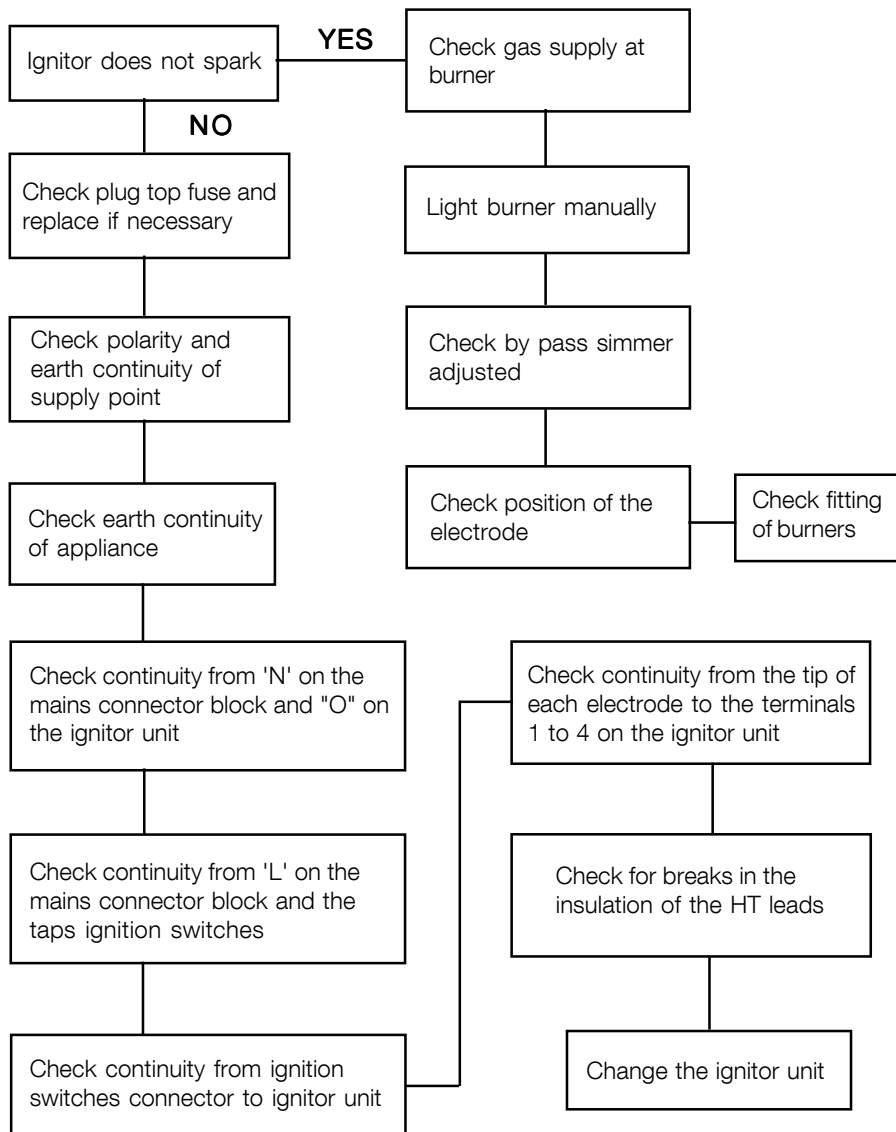 Ignitor does not spark
YES
Check gas supply at
burner
NO
Check plug top fuse and
replace if necessary
Light burner manually
Check polarity and
earth continuity of
supply point
Check by pass simmer
adjusted
Check earth continuity
of appliance
Check position of the
electrode
Check fitting
of burners
Check continuity from 'N' on the
mains connector block and "O" on
the ignitor unit
Check continuity from 'L' on the
mains connector block and the
taps ignition switches
Check continuity from ignition
switches connector to ignitor unit
Check continuity from the tip of
each electrode to the terminals
1 to 4 on the ignitor unit
Check for breaks in the
insulation of the HT leads
Change the ignitor unit